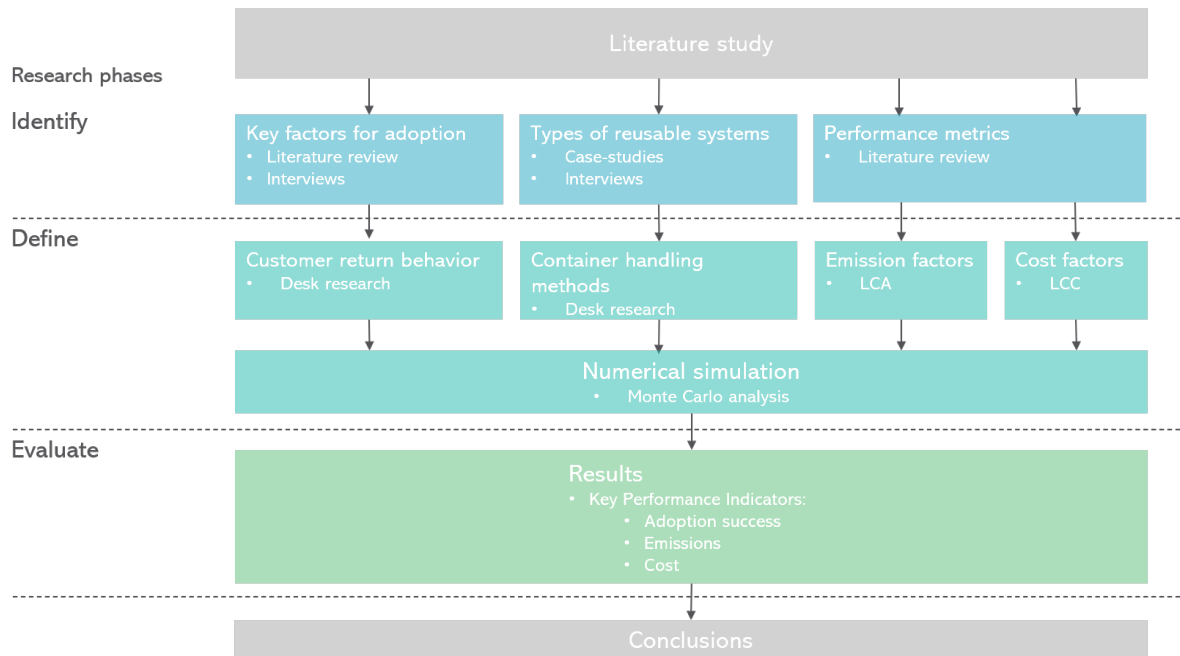 Literature study
Research phases
Identify
Key factors for adoption
• Literature review
• Interviews
Types of reusable systems
• Case-studies
• Interviews
Performance metrics
• Literature review
Define
Customer return behavior
• Desk research
Container handling
methods
• Desk research
Emission factors
• LCA
Cost factors
• LCC
Numerical simulation
• Monte Carlo analysis
Evaluate
Results
• Key Performance Indicators:
• Adoption success
• Emissions
• Cost
Conclusions